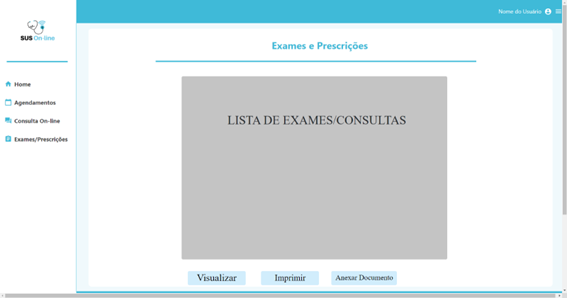 Nome do Usuário
SUS On-line
Home
Agendamentos
Consulta On-line
Exames/Prescrições
Exames e Prescrições
LISTA DE EXAMES/CONSULTAS
Visualizar
Imprimir
Anexar Documento